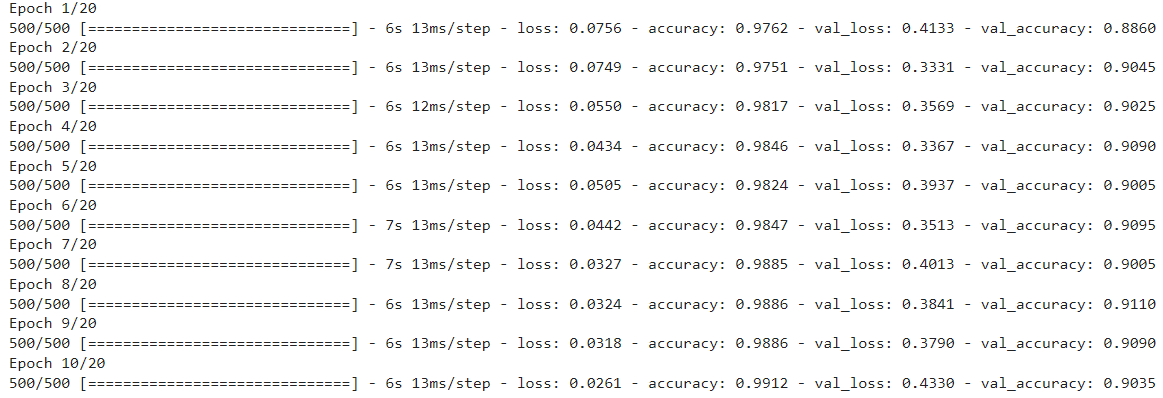 Epoch 1/20
500/500 [==============================] - 6s 13ms/step - loss: 0.0756 - accuracy: 0.9762 - val_loss: 0.4133 - val_accuracy: 0.8860
Epoch 2/20
500/500 [==============================] - 6s 13ms/step - loss: 0.0749 - accuracy: 0.9751 - val_loss: 0.3331 - val_accuracy: 0.9045
Epoch 3/20
500/500 [==============================] - 6s 12ms/step - loss: 0.0550 - accuracy: 0.9817 - val_loss: 0.3569 - val_accuracy: 0.9025
Epoch 4/20
500/500 [==============================] - 6s 13ms/step - loss: 0.0434 - accuracy: 0.9846 - val_loss: 0.3367 - val_accuracy: 0.9090
Epoch 5/20
500/500 [==============================] - 6s 13ms/step - loss: 0.0505 - accuracy: 0.9824 - val_loss: 0.3937 - val_accuracy: 0.9005
Epoch 6/20
500/500 [==============================] - 7s 13ms/step - loss: 0.0442 - accuracy: 0.9847 - val_loss: 0.3513 - val_accuracy: 0.9095
Epoch 7/20
500/500 [==============================] - 7s 13ms/step - loss: 0.0327 - accuracy: 0.9885 - val_loss: 0.4013 - val_accuracy: 0.9005
Epoch 8/20
500/500 [==============================] - 6s 13ms/step - loss: 0.0324 - accuracy: 0.9886 - val_loss: 0.3841 - val_accuracy: 0.9110
Epoch 9/20
500/500 [==============================] - 6s 13ms/step - loss: 0.0318 - accuracy: 0.9886 - val_loss: 0.3790 - val_accuracy: 0.9090
Epoch 10/20
500/500 [==============================] - 6s 13ms/step - loss: 0.0261 - accuracy: 0.9912 - val_loss: 0.4330 - val_accuracy: 0.9035